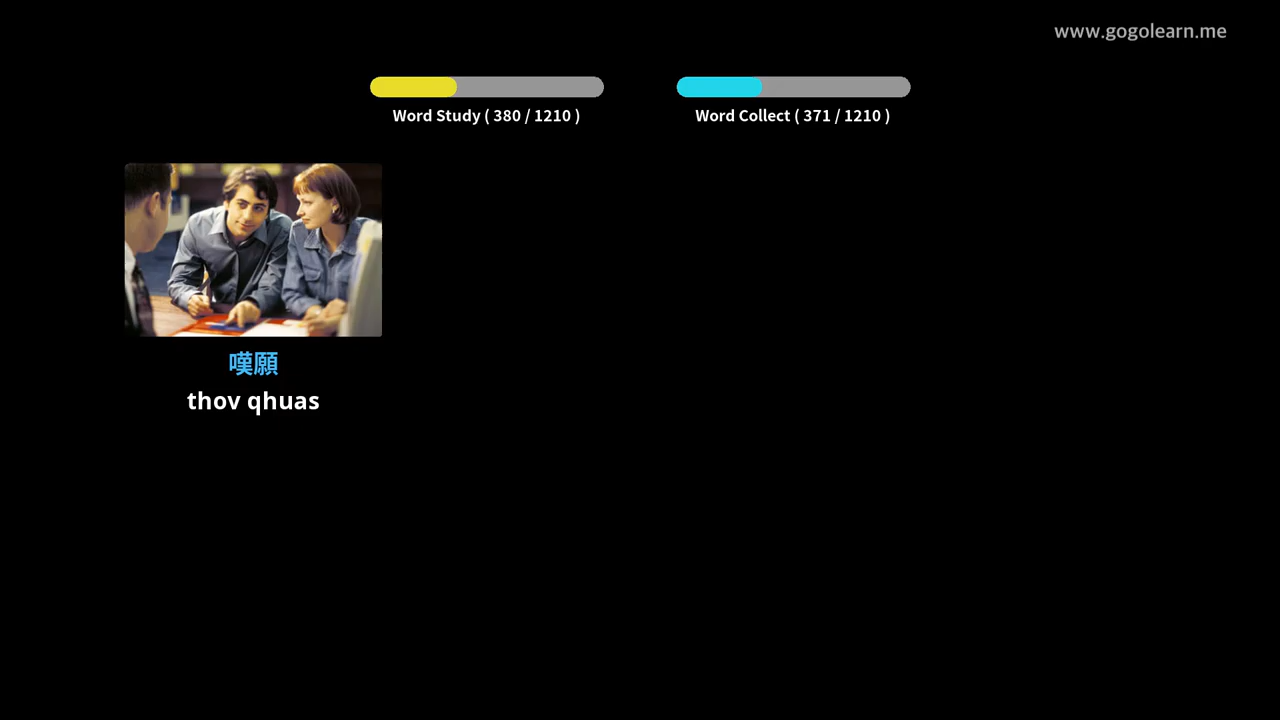 www.gogolearn.me
Word Study ( 380 / 1210 )
Word Collect ( 371 / 1210 )
嘆願
thov qhuas